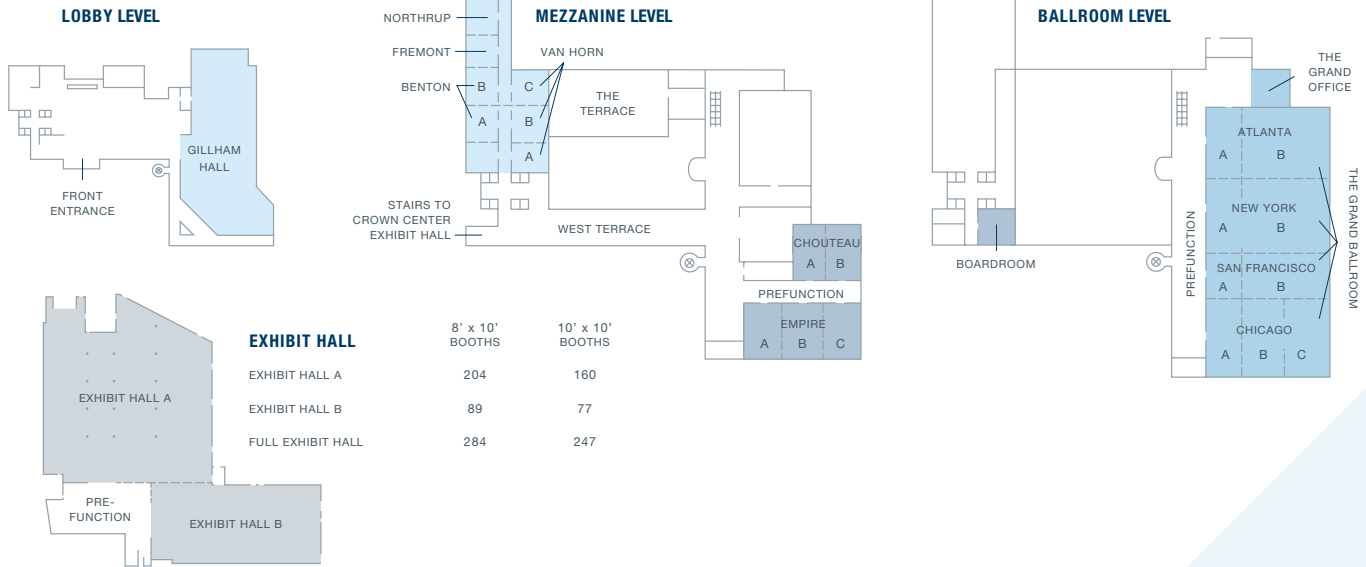 LOBBY LEVEL
GILLHAM
HALL
FRONT
ENTRANCE
MEZZANINE LEVEL
NORTHRUP
FREMONT
VAN HORN
BENTON
B
C
A
B
A
THE
TERRACE
STAIRS TO
CROWN CENTER
EXHIBIT HALL
WEST TERRACE
CHOUTEAU
A B
PREFUNCTION
EMPIRE
A B C
BALLROOM LEVEL
THE
GRAND
OFFICE
ATLANTA
A B
NEW YORK
A B
SAN FRANCISCO
A B
CHICAGO
A B C
THE GRAND BALLROOM
PREFUNCTION
BOARDROOM
EXHIBIT HALL A
PRE-
FUNCTION
EXHIBIT HALL B
EXHIBIT HALL
8’ x 10’
BOOTHS
10’ x 10’
BOOTHS
EXHIBIT HALL A 204 160
EXHIBIT HALL B 89 77
FULL EXHIBIT HALL 284 247